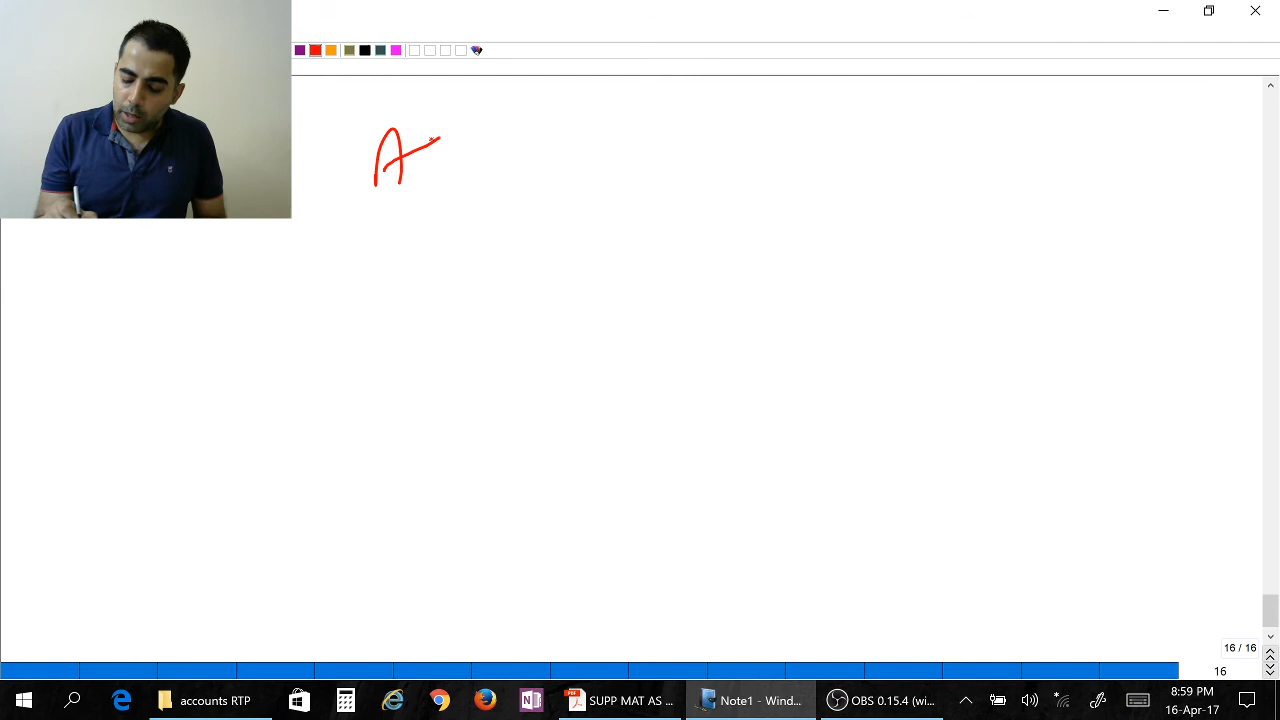 A
16 / 16
16
accounts RTP
SUPP MAT AS ...
Note1 - Wind...
OBS 0.15.4 (wi...
8:59 PM
16-Apr-17